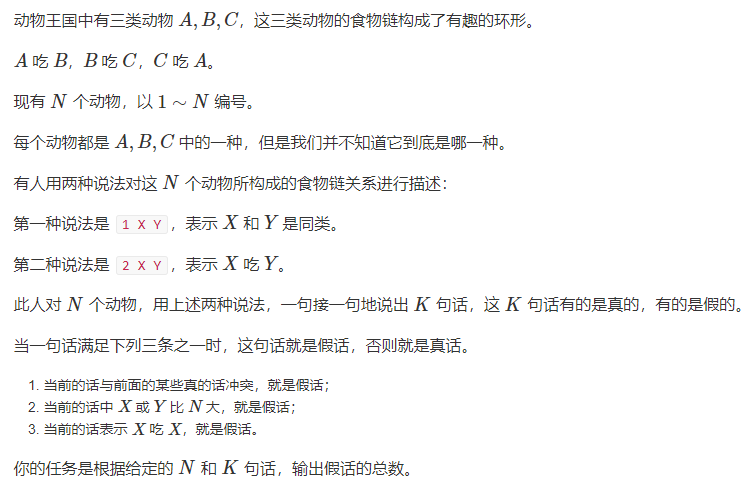 动物王国中有三类动物 A, B, C，这三类动物的食物链构成了有趣的环形。
A 吃 B，B 吃 C，C 吃 A。
现有 N 个动物，以 1 ∼ N 编号。
每个动物都是 A, B, C 中的一种，但是我们并不知道它到底是哪一种。
有人用两种说法对这 N 个动物所构成的食物链关系进行描述：
第一种说法是 1 X Y，表示 X 和 Y 是同类。
第二种说法是 2 X Y，表示 X 吃 Y。
此人对 N 个动物，用上述两种说法，一句接一句地说出 K 句话，这 K 句话有的是真的，有的是假的。
当一句话满足下列三条之一时，这句话就是假话，否则就是真话。
1. 当前的话与前面的某些真的话冲突，就是假话；
2. 当前的话中 X 或 Y 比 N 大，就是假话；
3. 当前的话表示 X 吃 X，就是假话。
你的任务是根据给定的 N 和 K 句话，输出假话的总数。